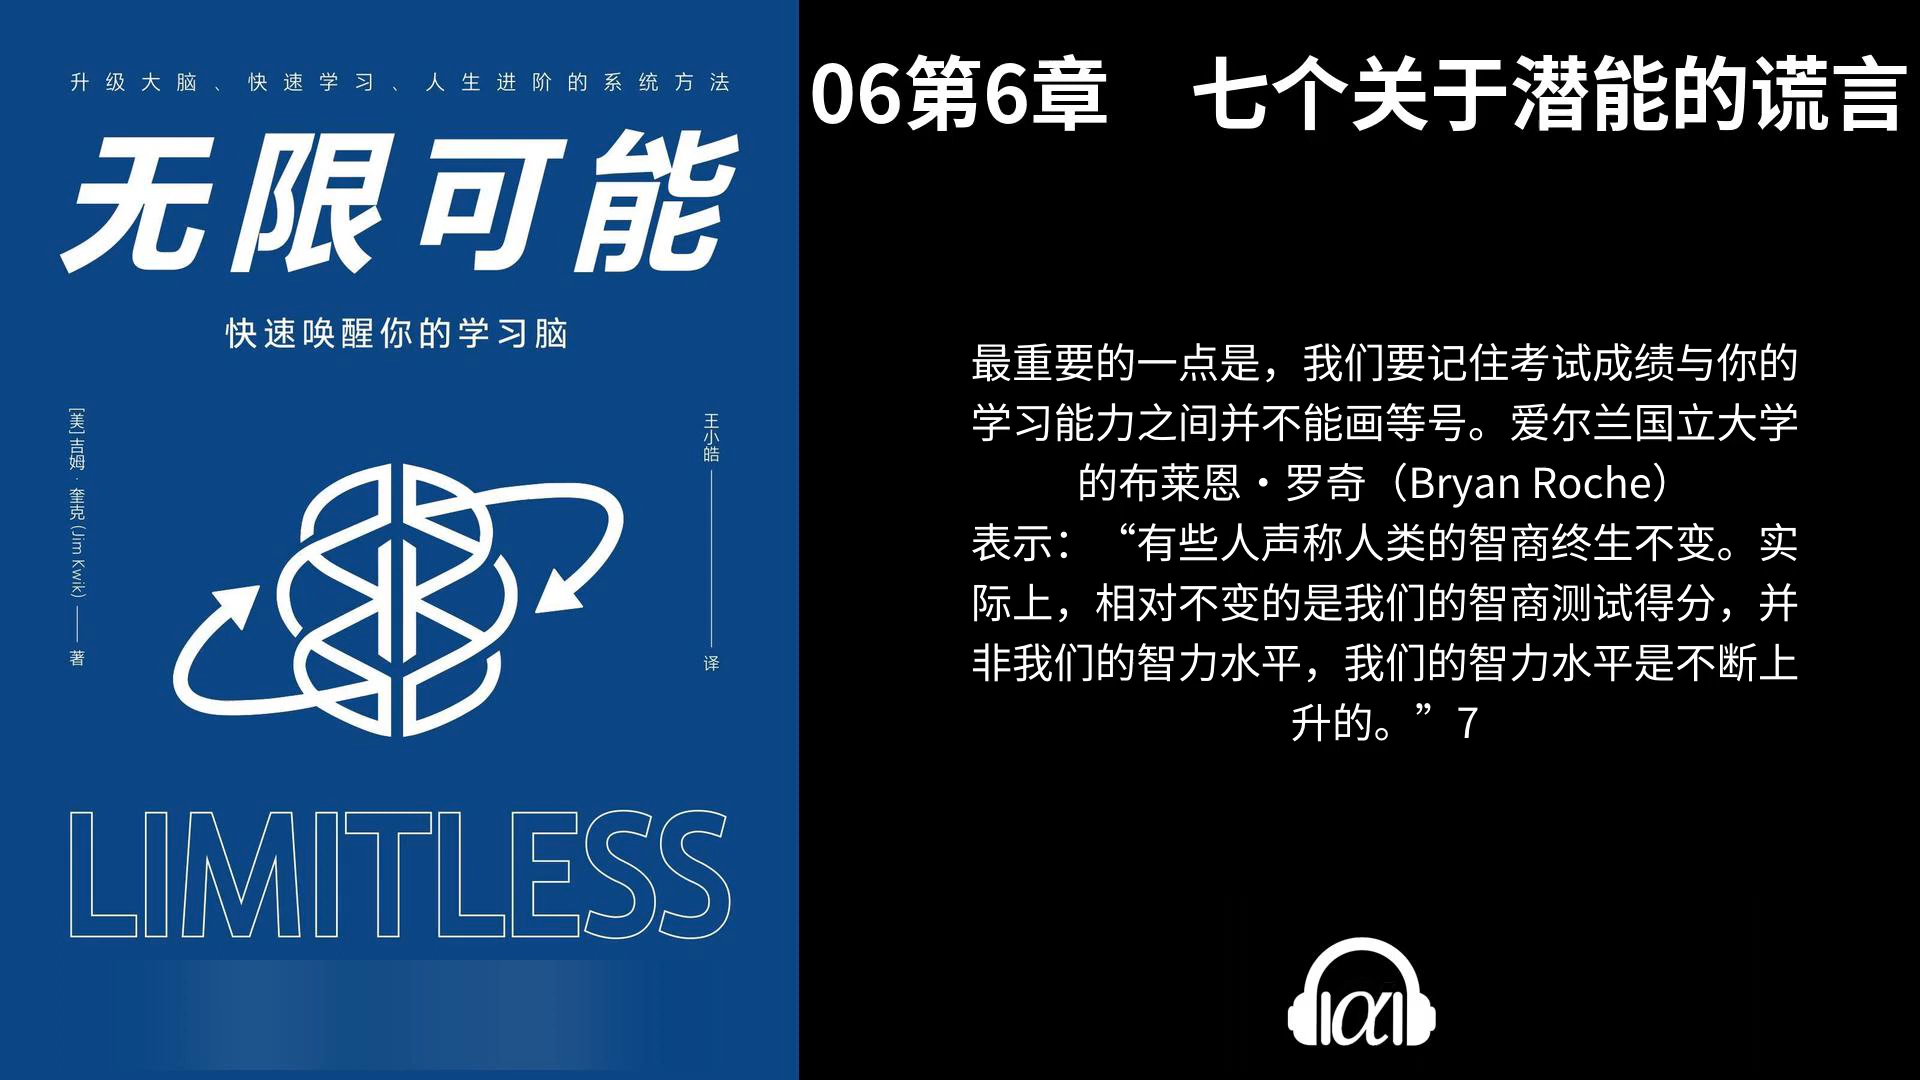 升级大脑、快速学习、人生进阶的系统方法
无限可能
快速唤醒你的学习脑
[美]吉姆·奎克(Jim Kwik)——著
王小皓——译
LIMITLESS
06第6章　七个关于潜能的谎言
最重要的一点是，我们要记住考试成绩与你的
学习能力之间并不能画等号。爱尔兰国立大学
的布莱恩·罗奇（Bryan Roche）
表示：“有些人声称人类的智商终生不变。实
际上，相对不变的是我们的智商测试得分，并
非我们的智力水平，我们的智力水平是不断上
升的。”7
|α|